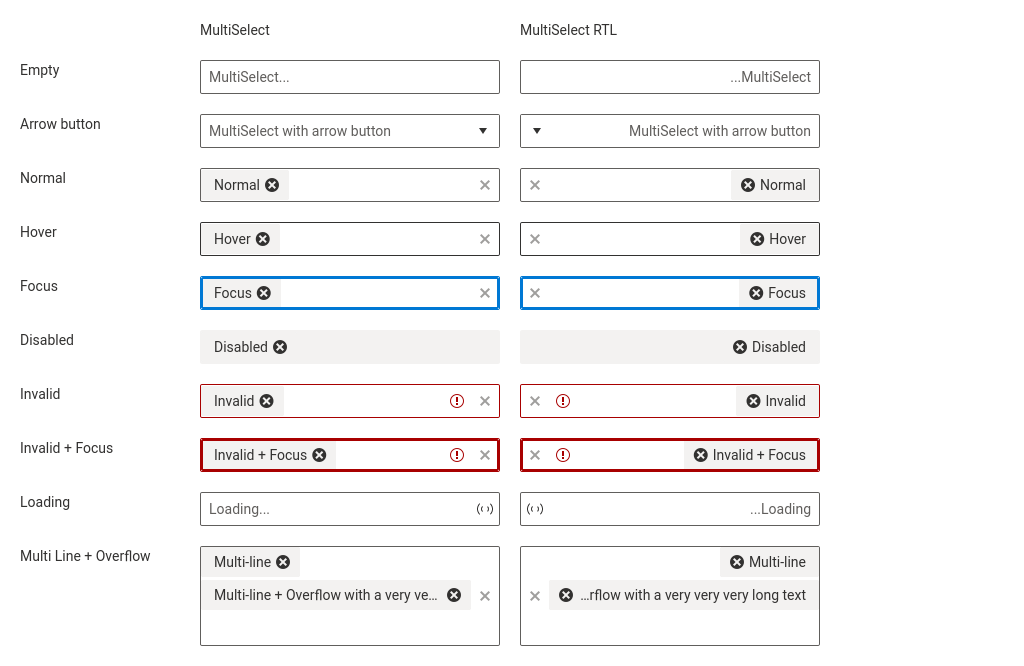 MultiSelect MultiSelect RTL
Empty MultiSelect... ...MultiSelect
Arrow button MultiSelect with arrow button MultiSelect with arrow button
Normal Normal Normal
Hover Hover Hover
Focus Focus Focus
Disabled Disabled Disabled
Invalid Invalid Invalid
Invalid + Focus Invalid + Focus Invalid + Focus
Loading Loading... ...Loading
Multi Line + Overflow Multi-line Multi-line
Multi-line + Overflow with a very ve... ...rflow with a very very very long text